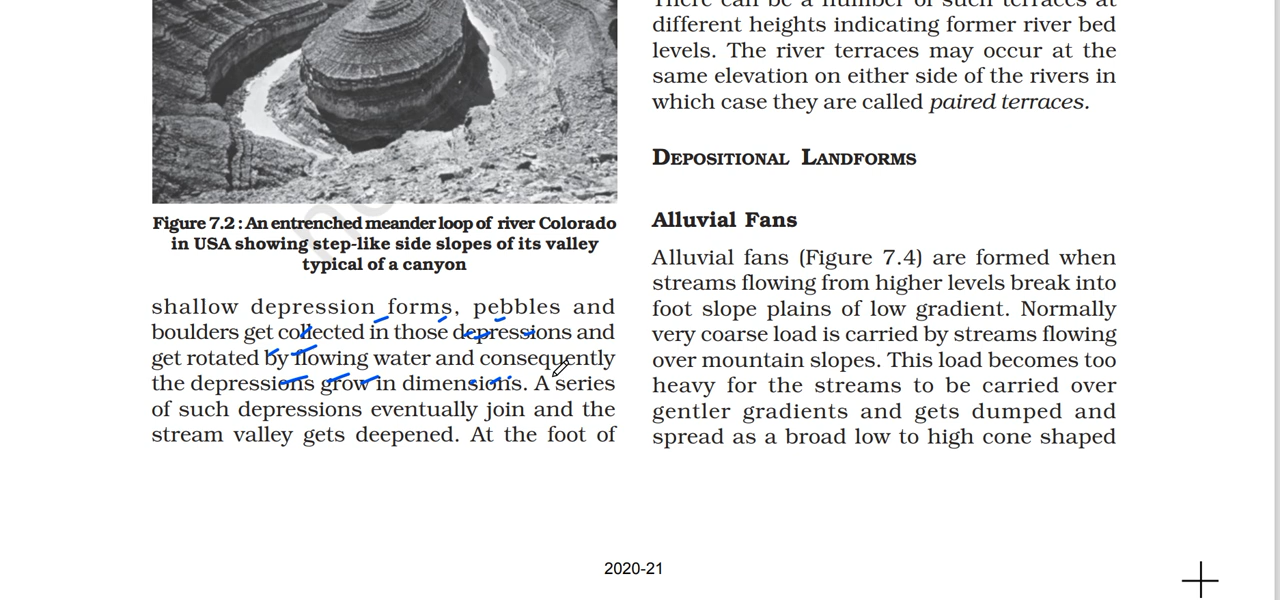 Figure 7.2 : An entrenched meander loop of river Colorado
in USA showing step-like side slopes of its valley
typical of a canyon
shallow depression forms, pebbles and
boulders get collected in those depressions and
get rotated by flowing water and consequently
the depressions grow in dimensions. A series
of such depressions eventually join and the
stream valley gets deepened. At the foot of
There can be a number of such terraces at
different heights indicating former river bed
levels. The river terraces may occur at the
same elevation on either side of the rivers in
which case they are called paired terraces.
DEPOSITIONAL LANDFORMS
Alluvial Fans
Alluvial fans (Figure 7.4) are formed when
streams flowing from higher levels break into
foot slope plains of low gradient. Normally
very coarse load is carried by streams flowing
over mountain slopes. This load becomes too
heavy for the streams to be carried over
gentler gradients and gets dumped and
spread as a broad low to high cone shaped
2020-21